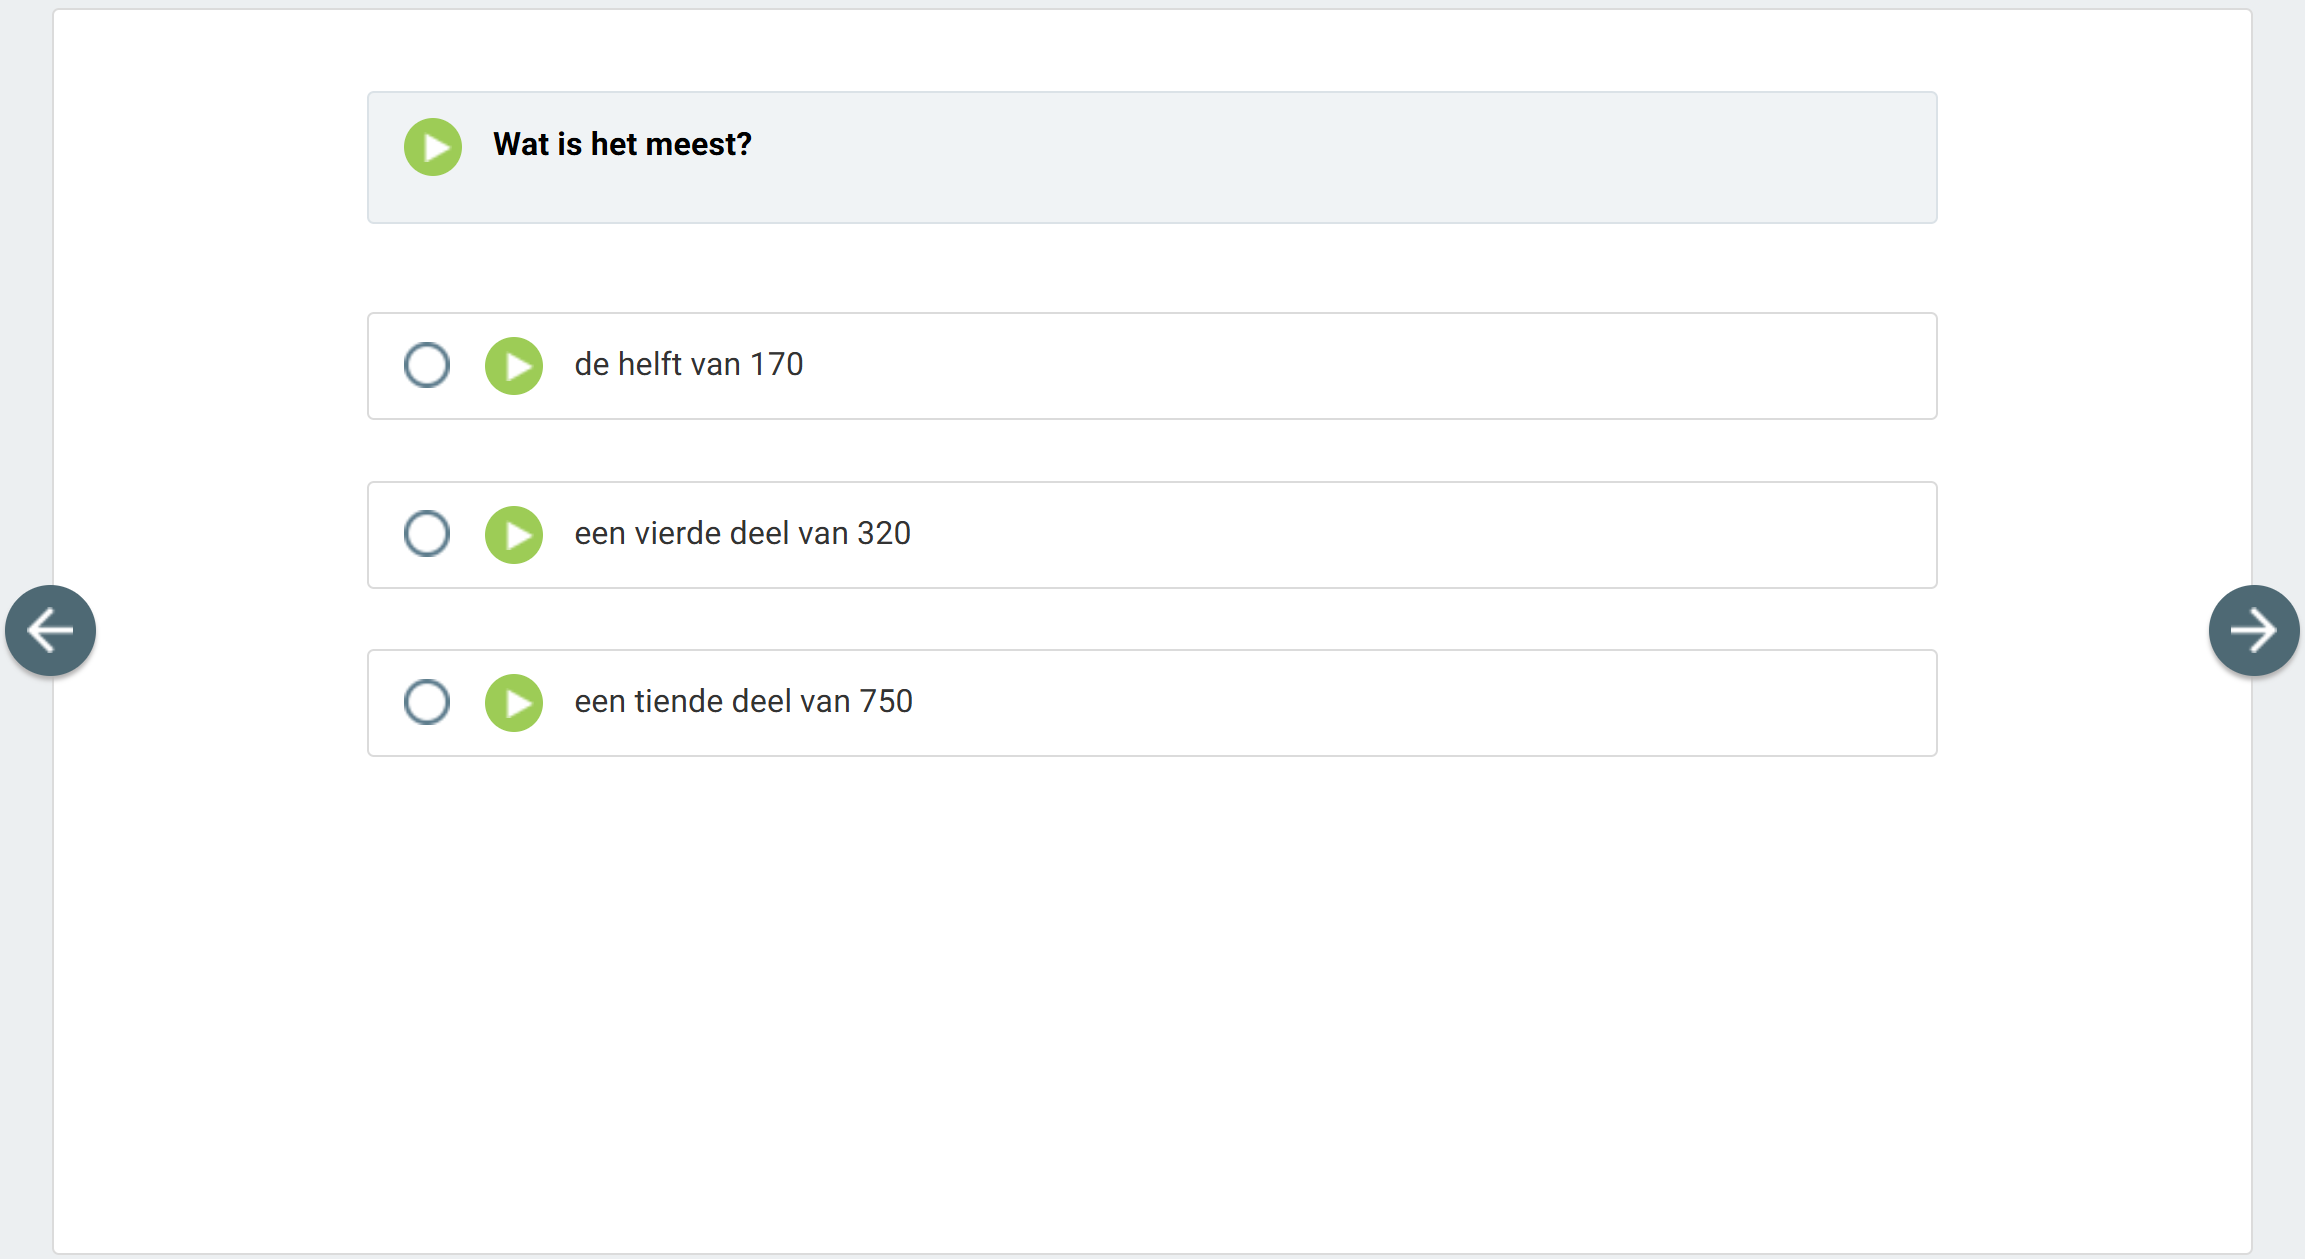 Wat is het meest?
de helft van 170
een vierde deel van 320
een tiende deel van 750